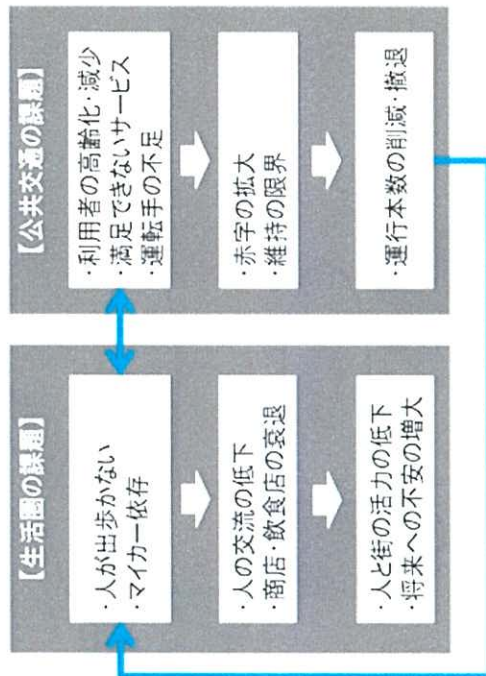 【生活圏の課題】
・人が出歩かない
・マイカー依存
・人の交流の低下
・商店・飲食店の衰退
・人と街の活力の低下
・将来への不安の増大
【公共交通の課題】
・利用者の高齢化・減少
・満足できないサービス
・運転手の不足
・赤字の拡大
・維持の限界
・運行本数の削減・撤退